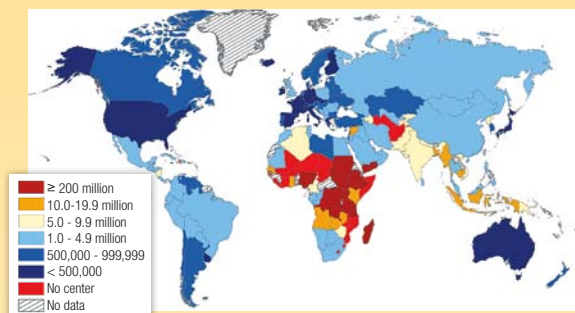 ≥ 200 million
10.0-19.9 million
5.0 - 9.9 million
1.0 - 4.9 million
500,000 - 999,999
< 500,000
No center
No data